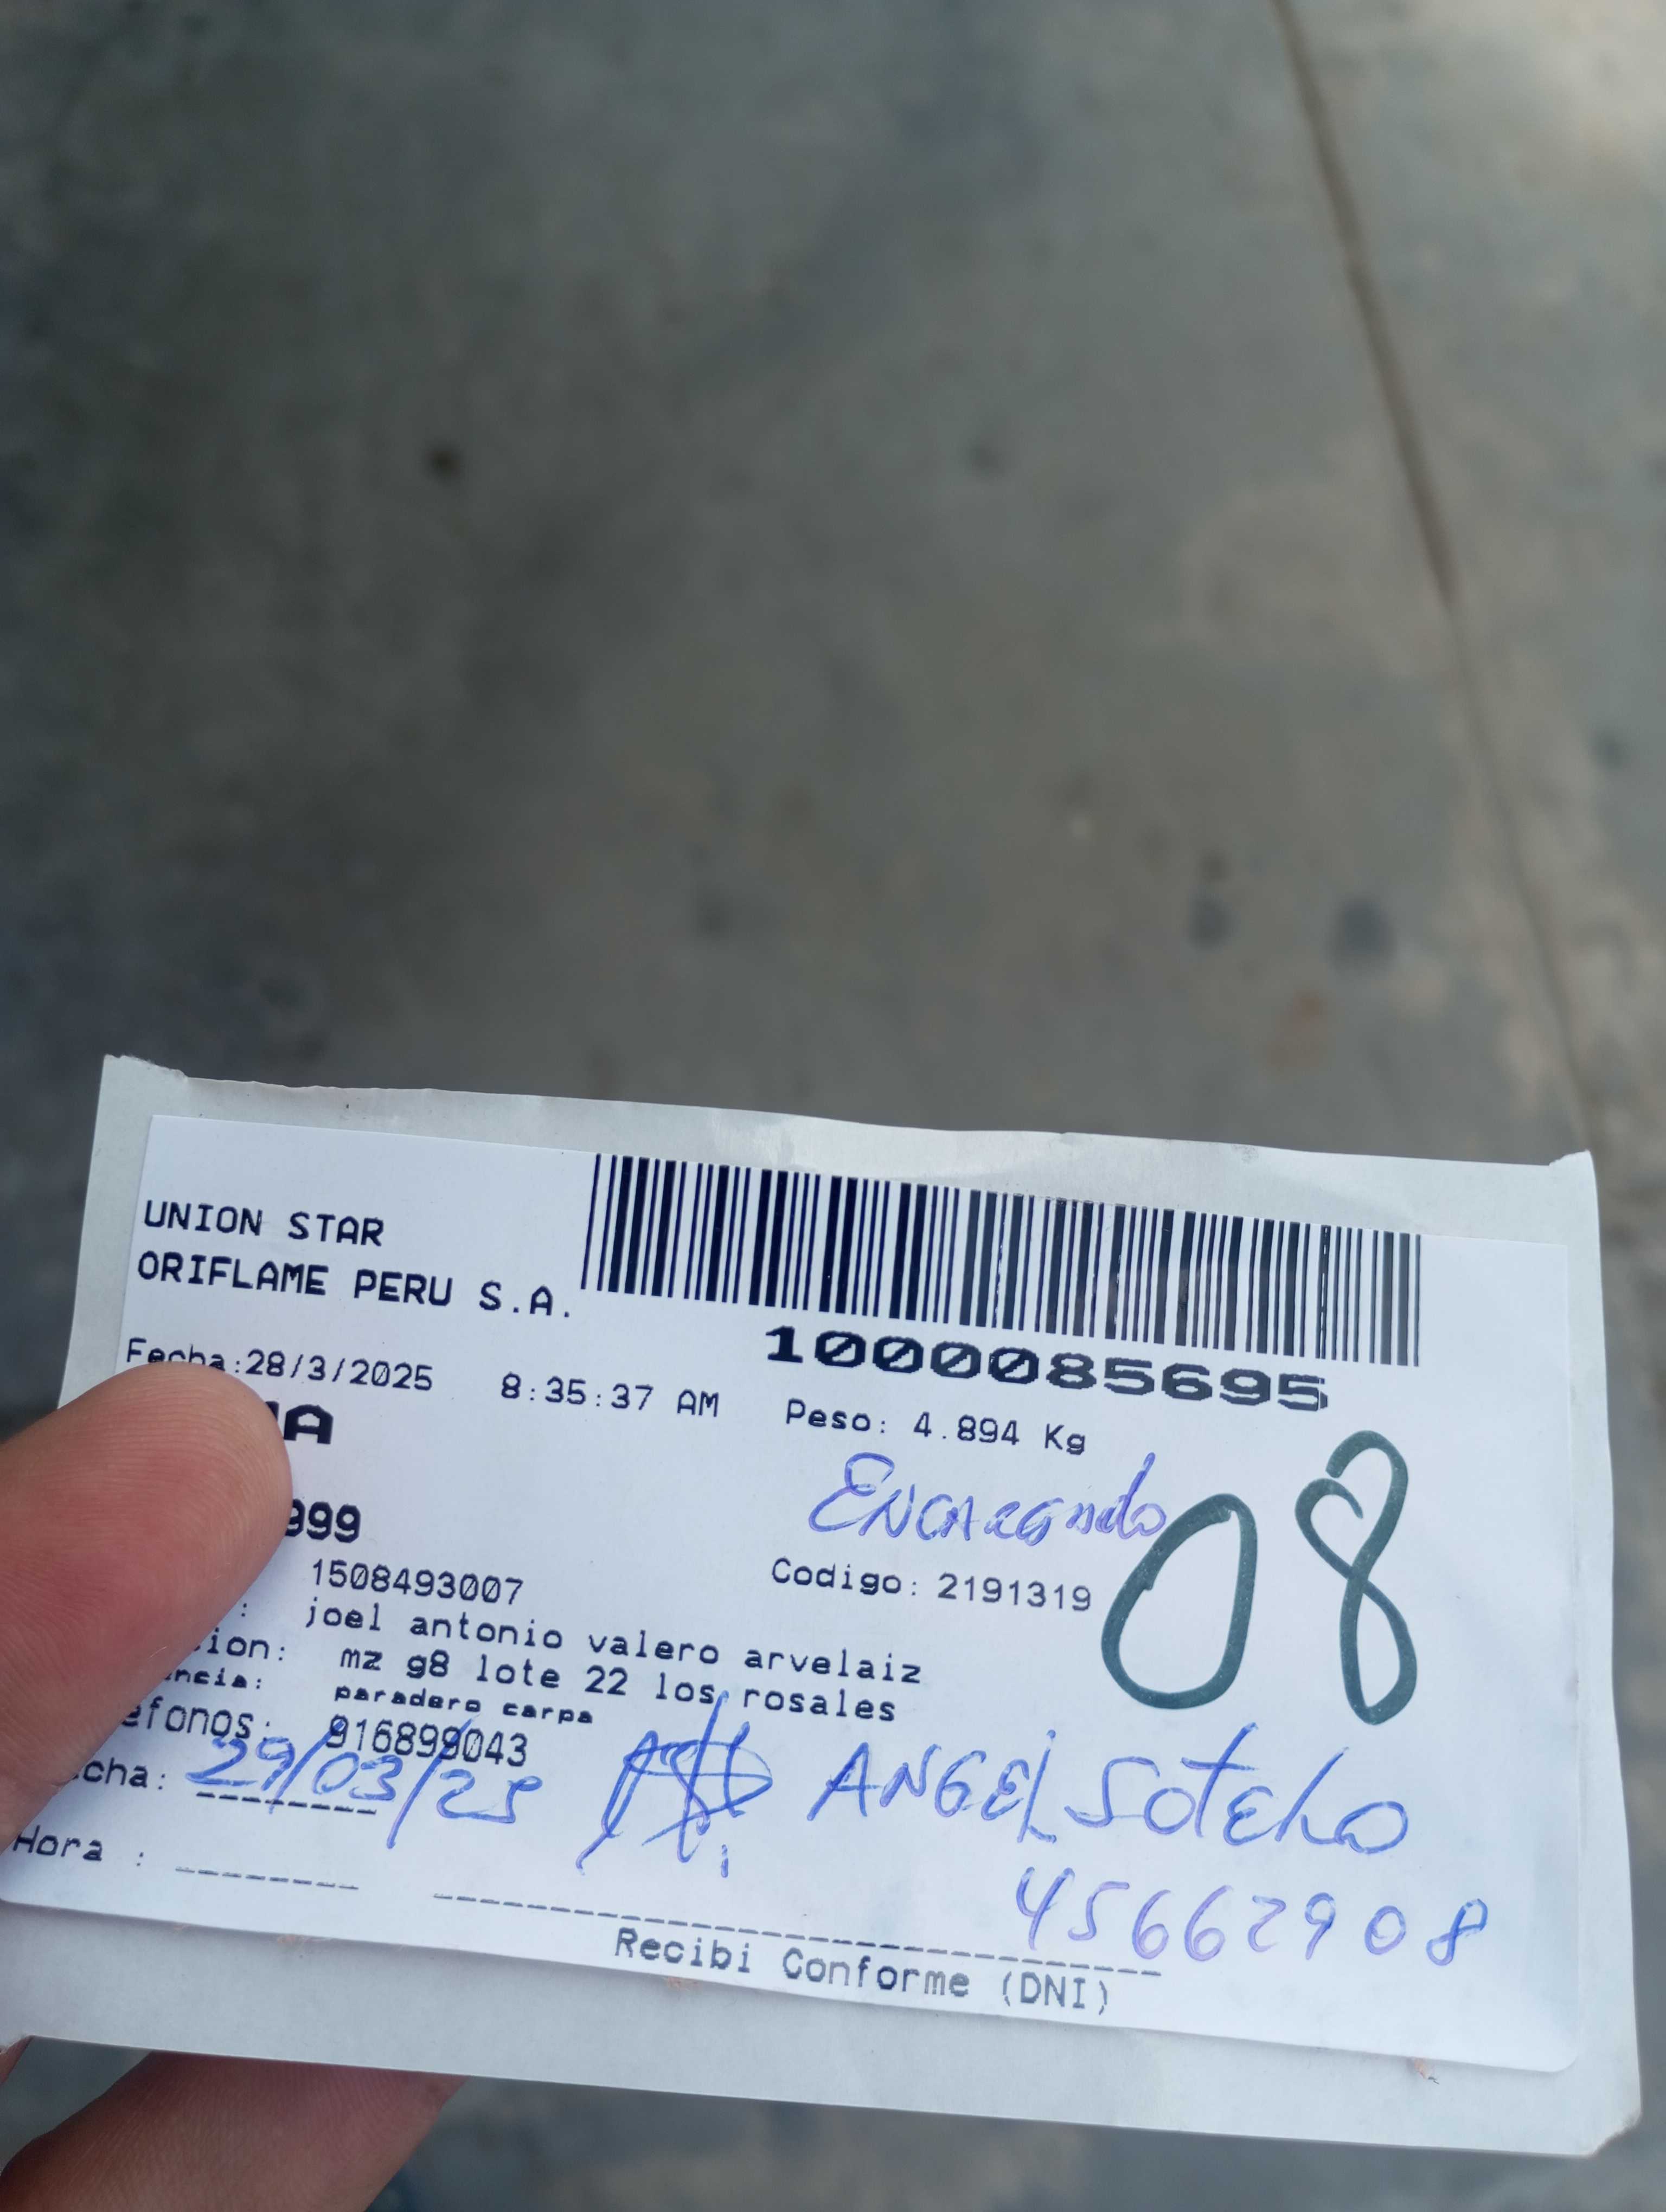 UNION STAR
ORIFLAME PERU S.A.
1000085695
Fecha:28/3/2025 8:35:37 AM
Peso: 4.894 Kg
08
1508493007
Codigo: 2191319
joel antonio valero arvelaiz
mz g8 lote 22 los rosales
paradero carpa
916899043
29/03/25
ANGEL Sotelo
Hora :
45662908
Recibi Conforme (DNI)